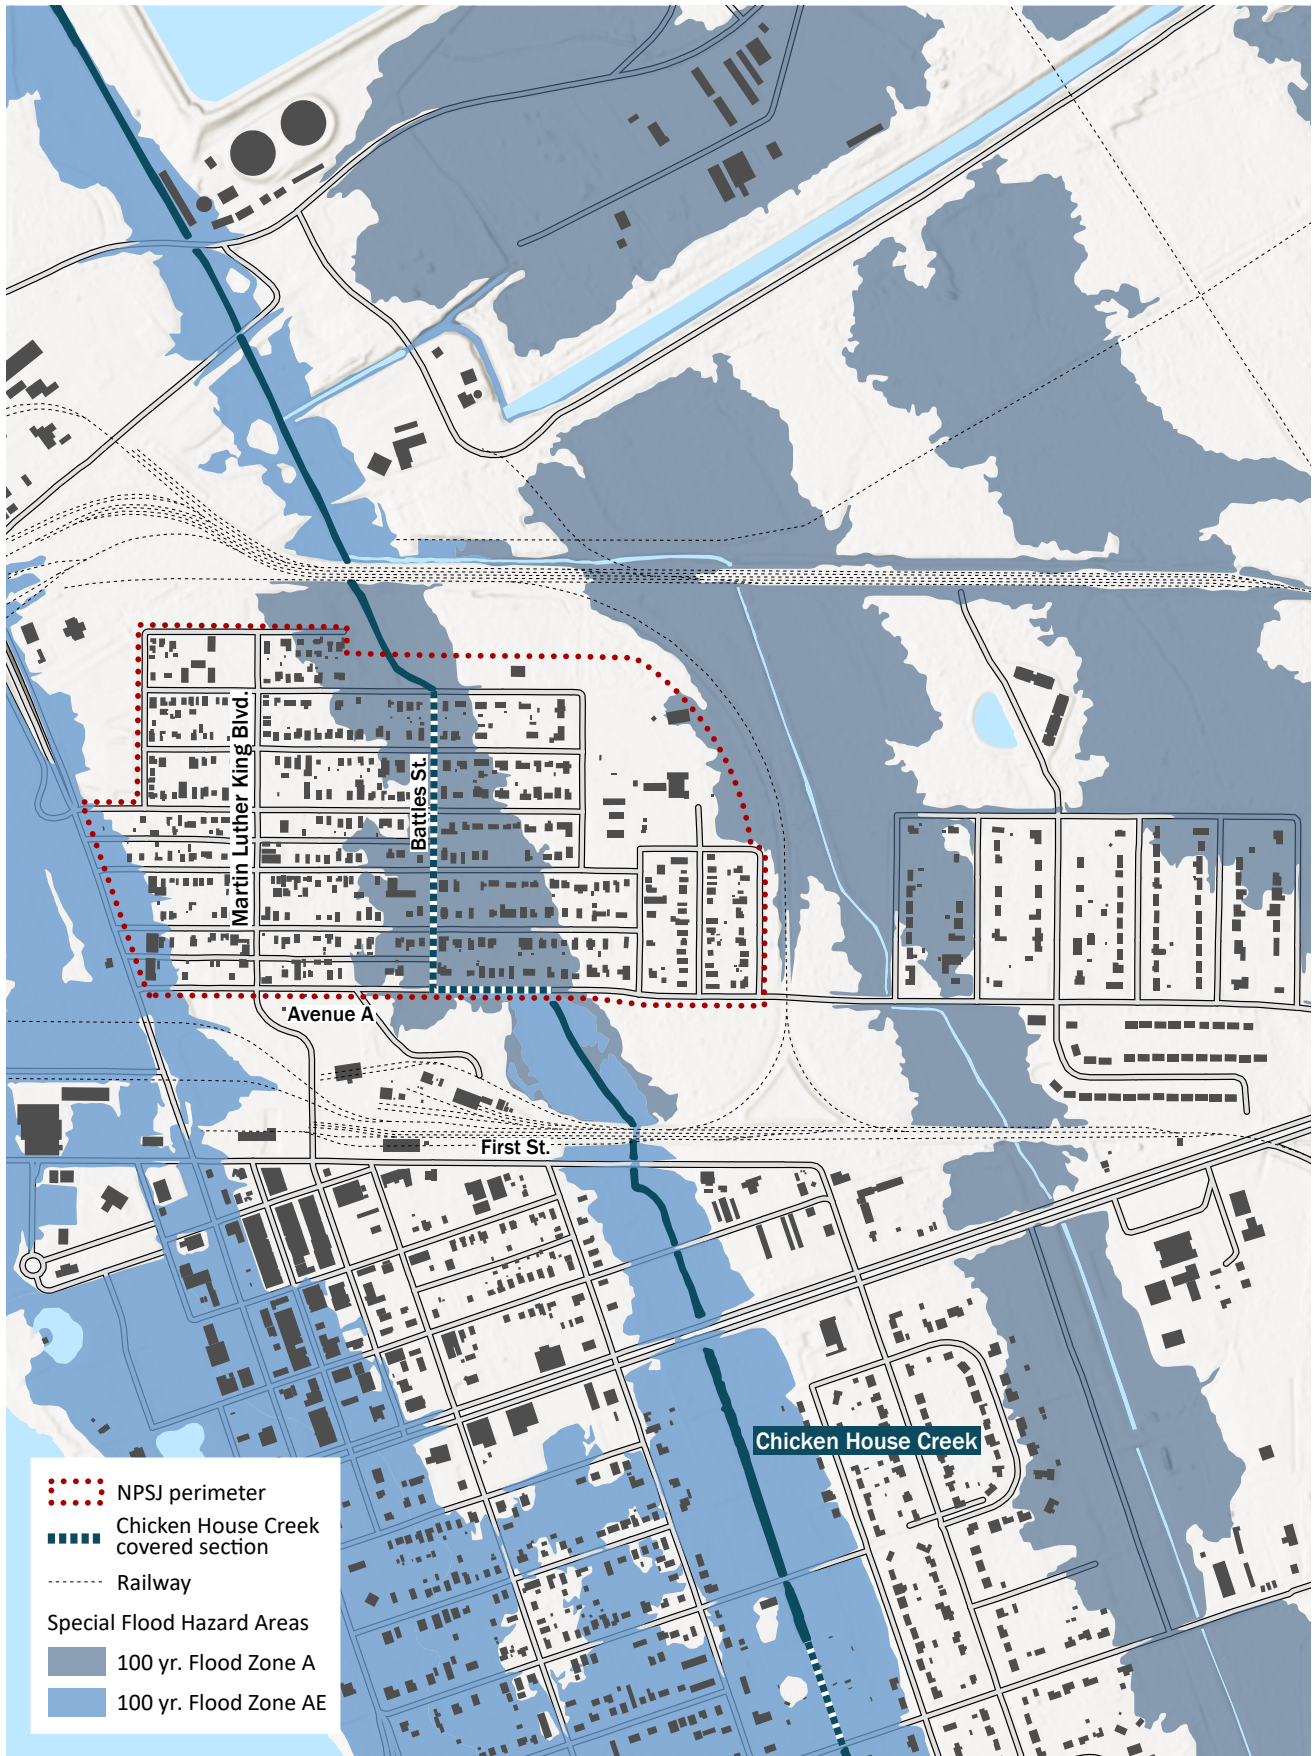 Martin Luther King Blvd.
Battles St.
Avenue A
First St.
Chicken House Creek
NPSJ perimeter
Chicken House Creek
covered section
Railway
Special Flood Hazard Areas
100 yr. Flood Zone A
100 yr. Flood Zone AE